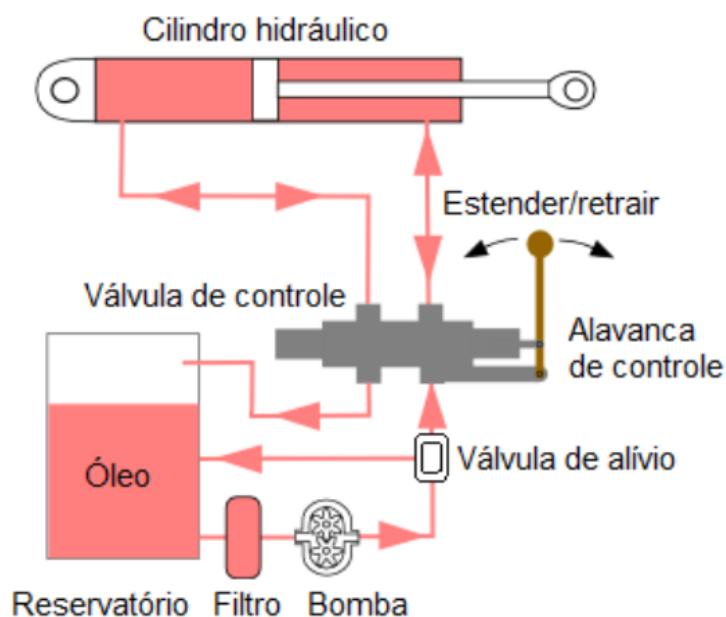 Cilindro hidráulico
Estender/retrair
Válvula de controle
Alavanca
de controle
Óleo
Válvula de alívio
Reservatório
Filtro
Bomba